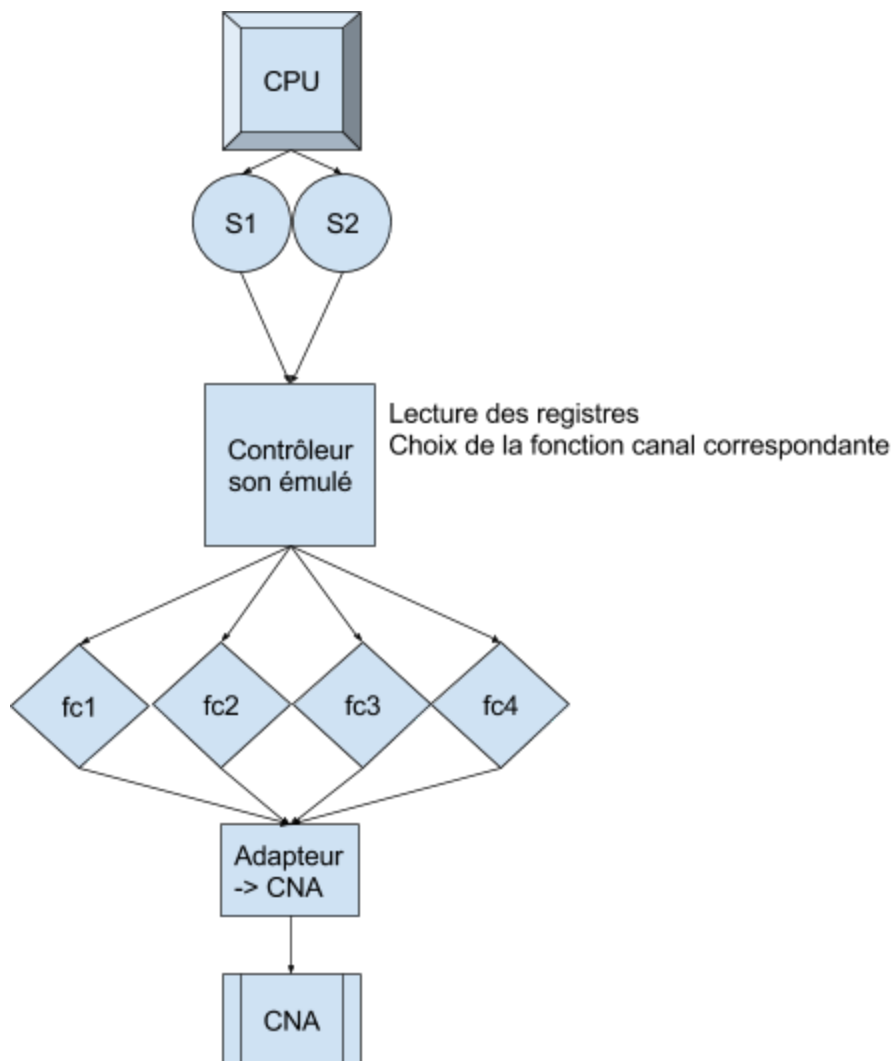 CPU
S1
S2
Contrôleur
son émulé
Lecture des registres
Choix de la fonction canal correspondante
fc1
fc2
fc3
fc4
Adapteur
-> CNA
CNA